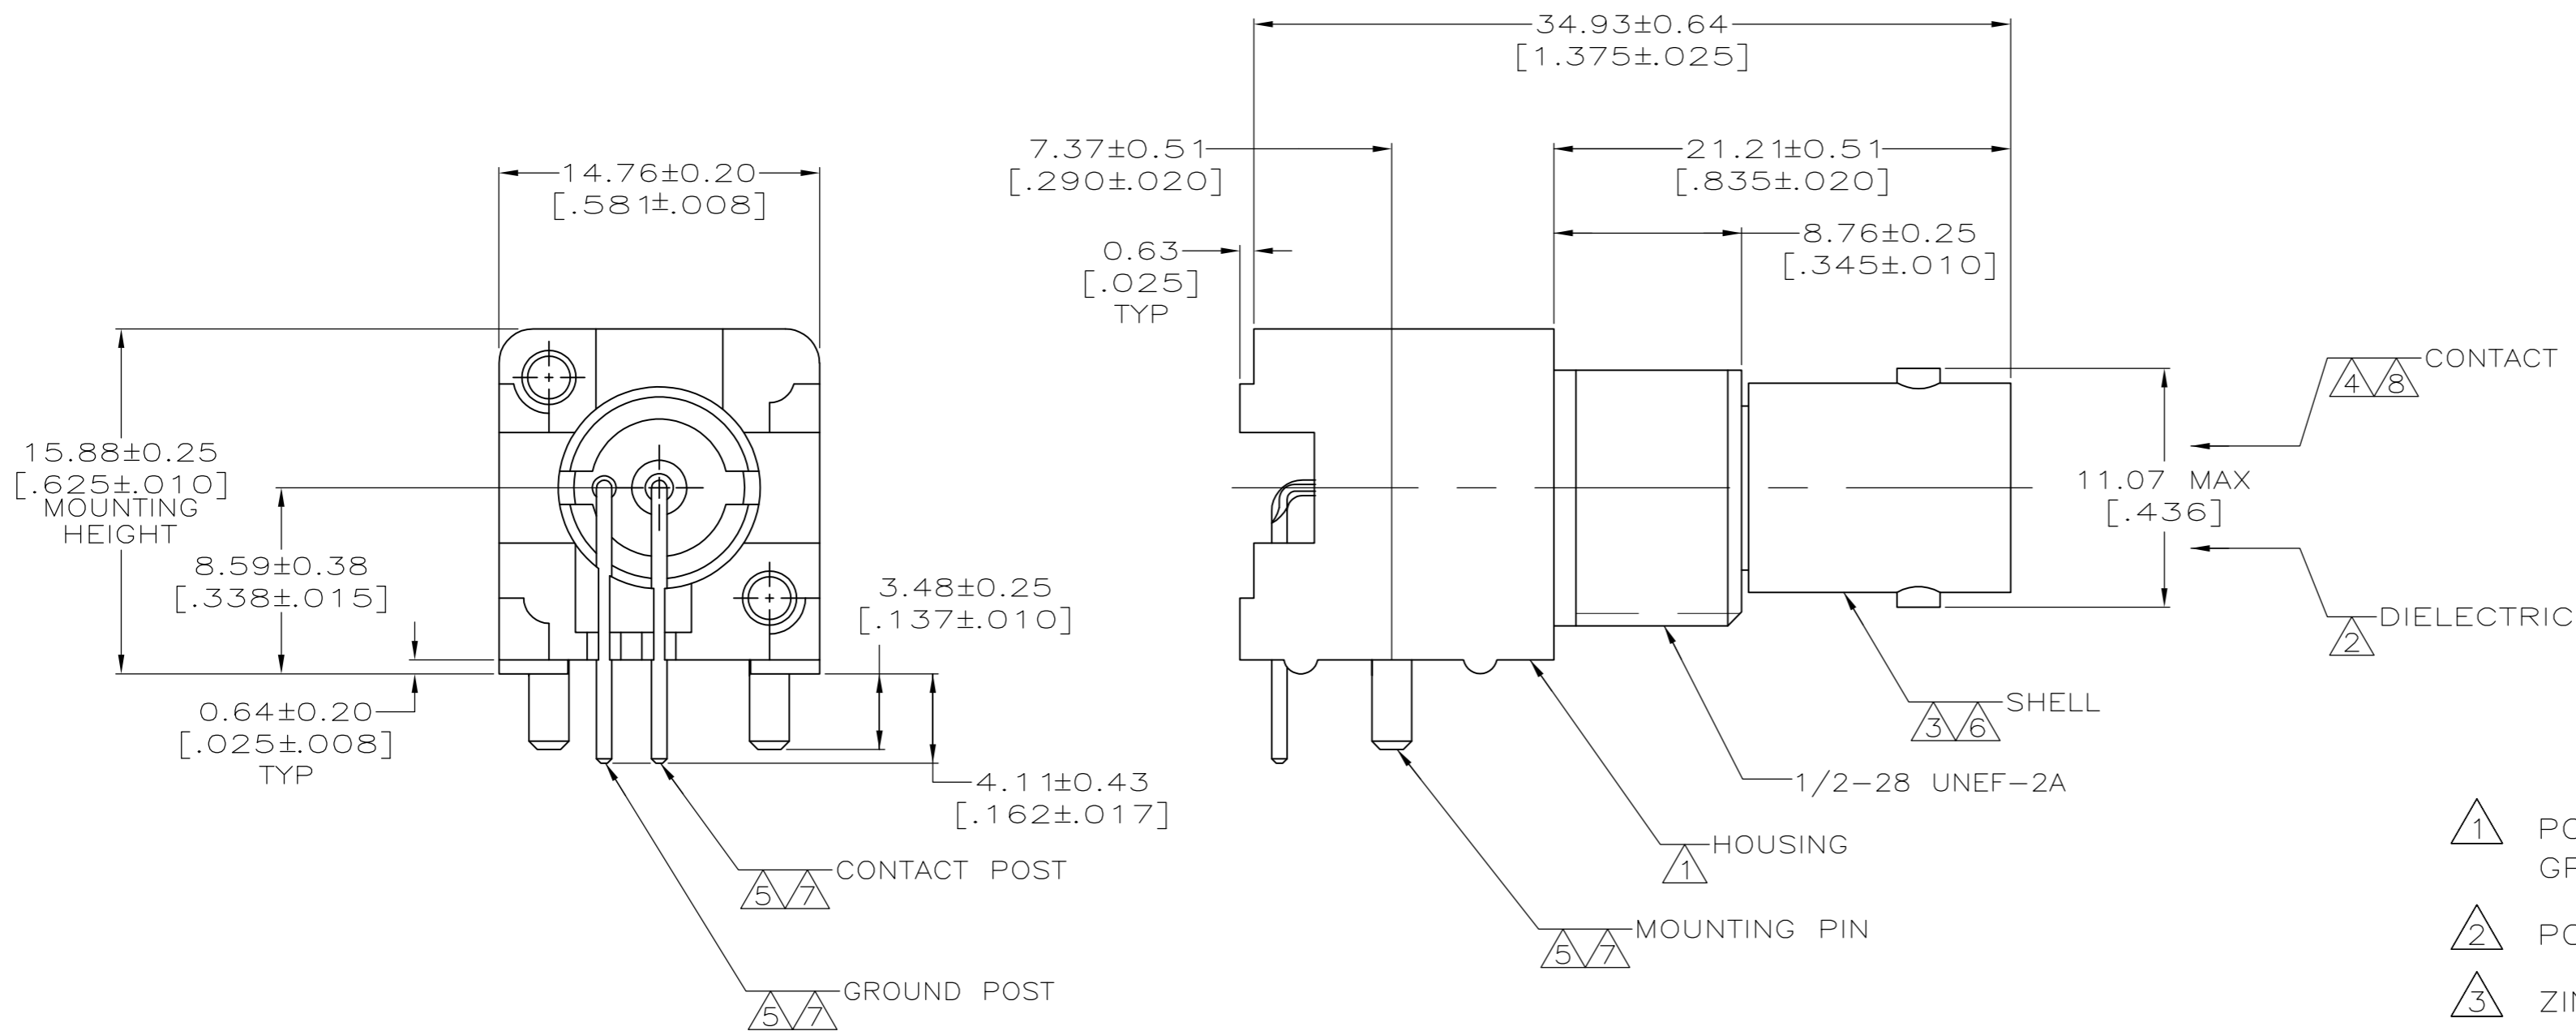 34.93±0.64
[1.375±.025]
7.37±0.51
[.290±.020]
21.21±0.51
[.835±.020]
14.76±0.20
[.581±.008]
0.63
[.025]
TYP
8.76±0.25
[.345±.010]
CONTACT
4 8
15.88±0.25
[.625±.010]
MOUNTING
HEIGHT
11.07 MAX
[.436]
8.59±0.38
[.338±.015]
3.48±0.25
[.137±.010]
DIELECTRIC
2
0.64±0.20
[.025±.008]
TYP
SHELL
3 6
4.11±0.43
[.162±.017]
1/2-28 UNEF-2A
HOUSING
1
CONTACT POST
5 7
MOUNTING PIN
5 7
GROUND POST
5 7
1
2
3 ZIN